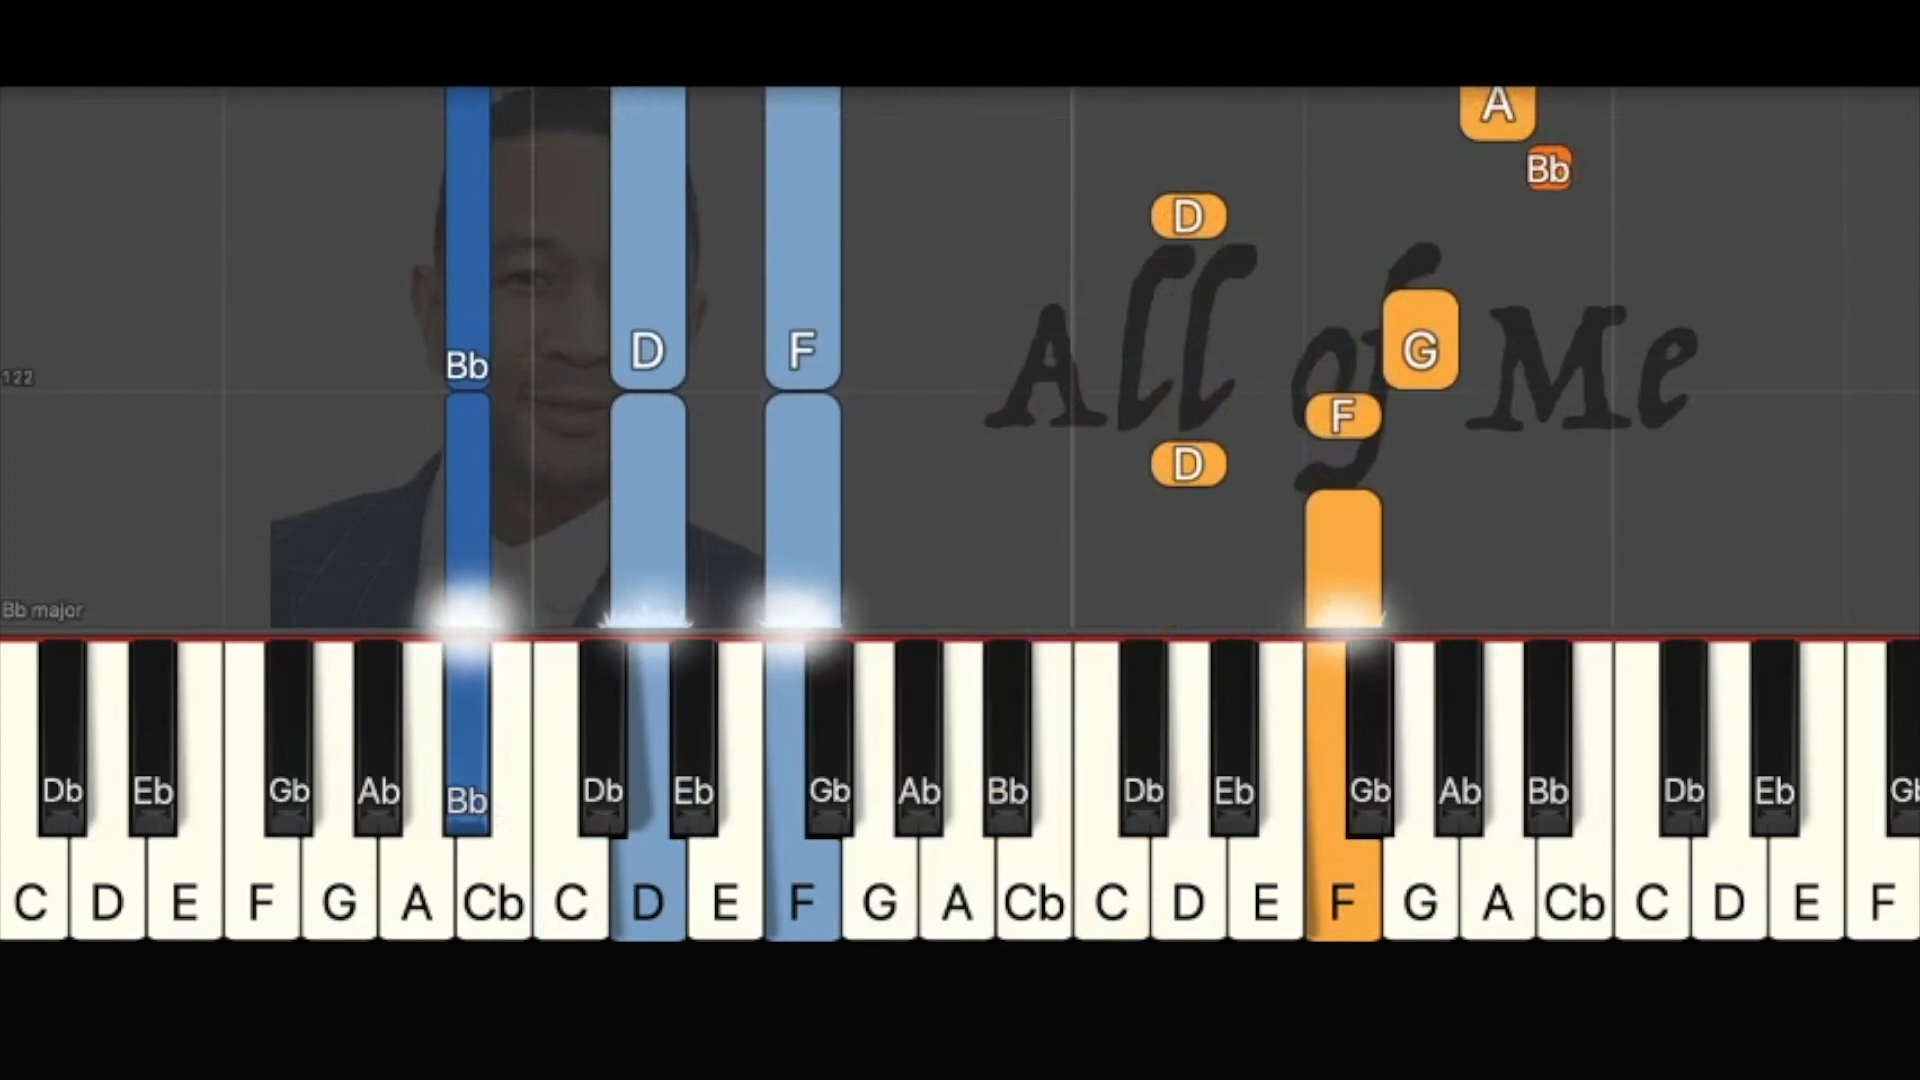 A
Bb
D
All of Me
Bb D F G
122
F
D
Bb major
Db Eb Gb Ab Bb Db Eb Gb Ab Bb Db Eb Gb Ab Bb Db Eb
C D E F G A Cb C D E F G A Cb C D E F G A Cb C D E F